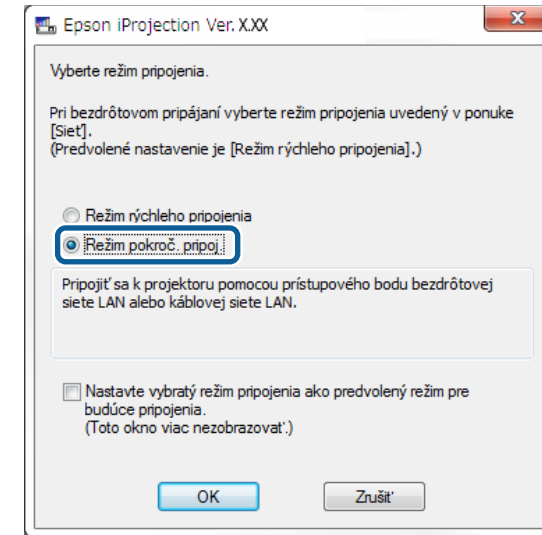 Epson iProjection Ver. X.XX
Vyberte režim pripojenia.
Pri bezdrôtovom pripájaní vyberte režim pripojenia uvedený v ponuke
[Sieť].
(Predvolené nastavenie je [Režim rýchleho pripojenia].)
Režim rýchleho pripojenia
Režim pokroč. pripoj.
Pripojiť sa k projektoru pomocou prístupového bodu bezdrôtovej
siete LAN alebo káblovej siete LAN.
Nastavte vybratý režim pripojenia ako predvolený režim pre
budúce pripojenia.
(Toto okno viac nezobrazovať.)
OK Zrušiť